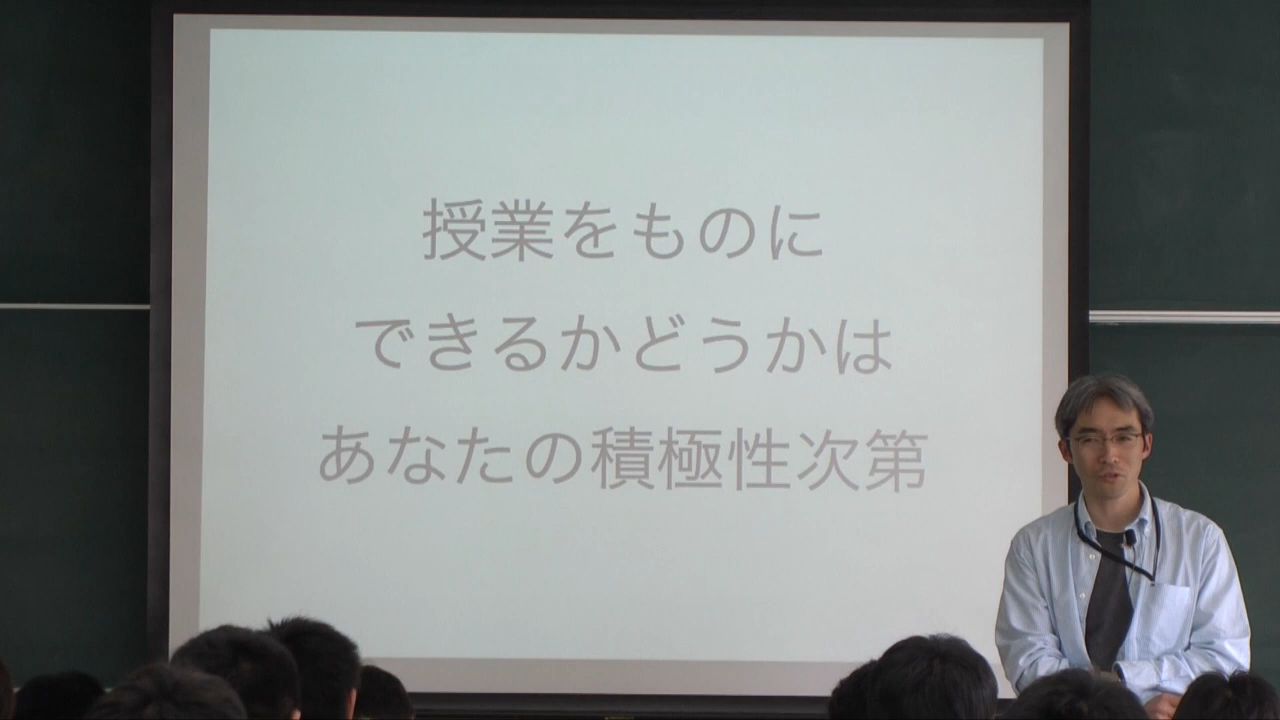 授業をものに
できるかどうかは
あなたの積極性次第